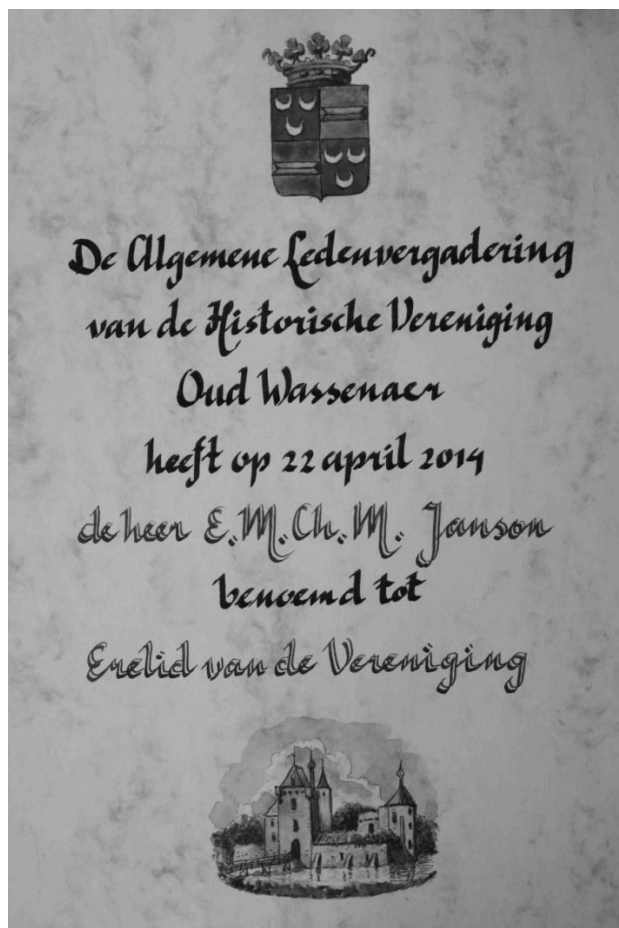 De Algemene Ledenvergadering
van de Historische Vereniging
Oud Wassenaer
heeft op 22 april 2014
de heer E.M.Ch.M. Janson
benoemd tot
Erelid van de Vereniging